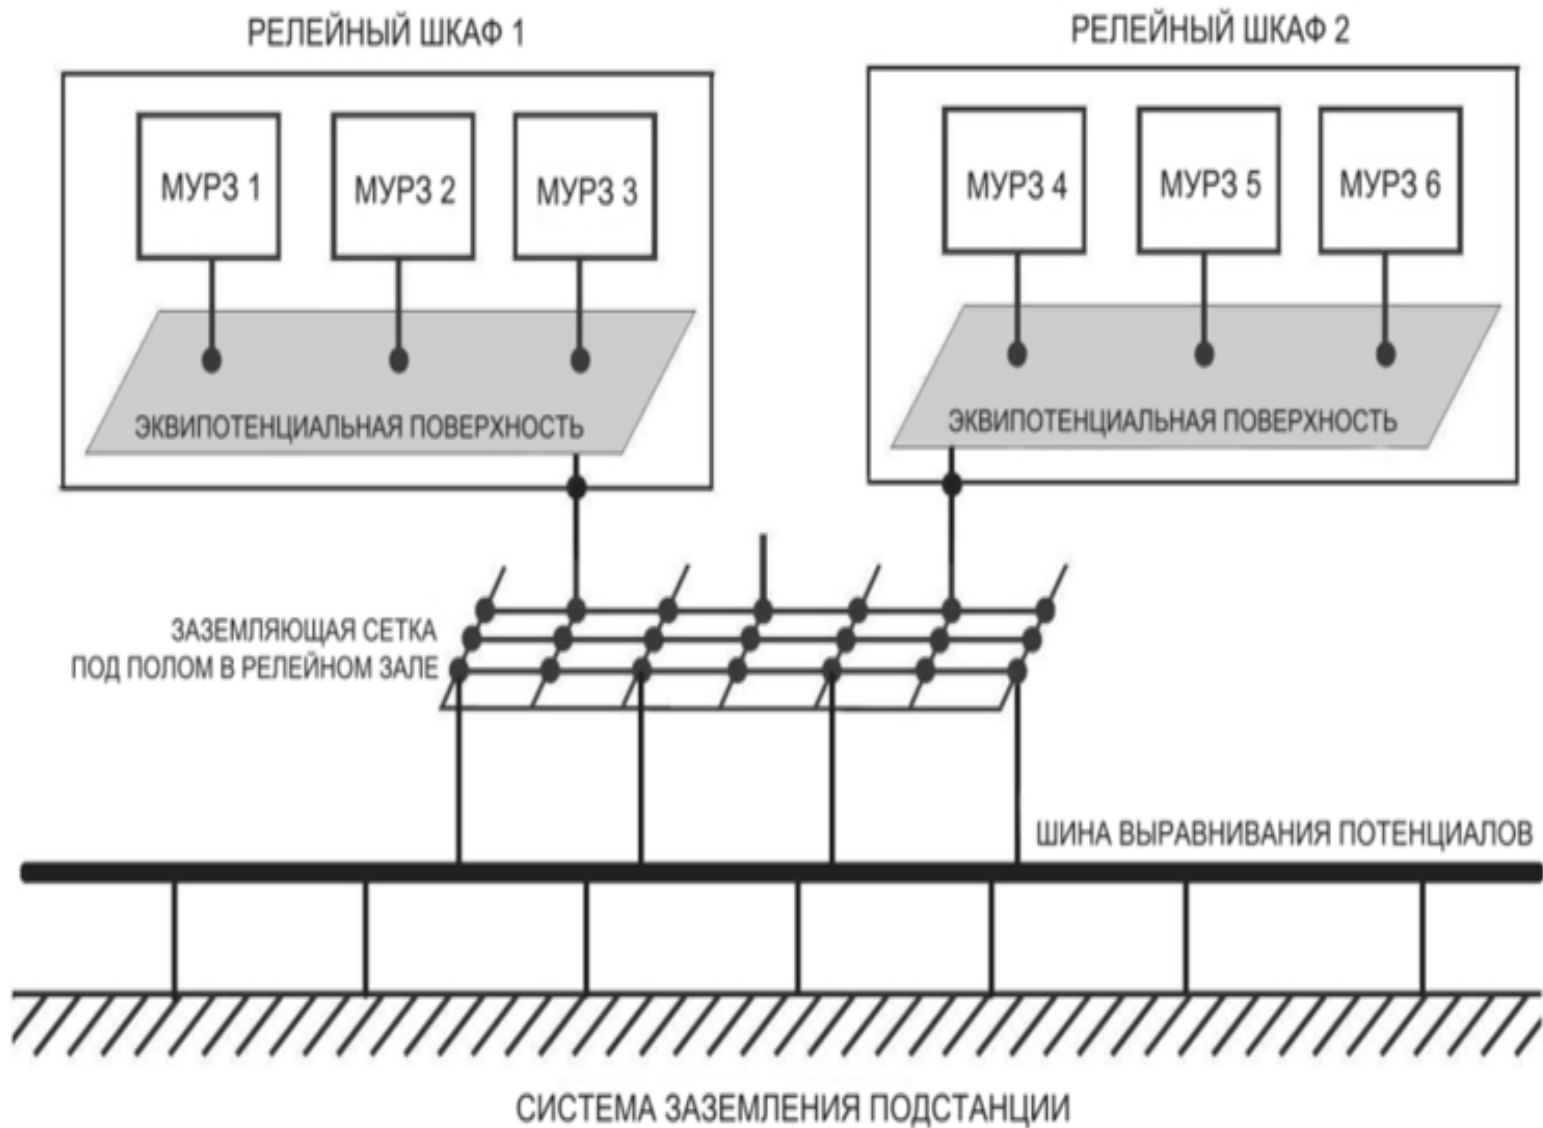 РЕЛЕЙНЫЙ ШКАФ 1
РЕЛЕЙНЫЙ ШКАФ 2
МУРЗ 1
МУРЗ 2
МУРЗ 3
МУРЗ 4
МУРЗ 5
МУРЗ 6
ЭКВИПОТЕНЦИАЛЬНАЯ ПОВЕРХНОСТЬ
ЭКВИПОТЕНЦИАЛЬНАЯ ПОВЕРХНОСТЬ
ЗАЗЕМЛЯЮЩАЯ СЕТКА
ПОД ПОЛОМ В РЕЛЕЙНОМ ЗАЛЕ
ШИНА ВЫРАВНИВАНИЯ ПОТЕНЦИАЛОВ
СИСТЕМА ЗАЗЕМЛЕНИЯ ПОДСТАНЦИИ